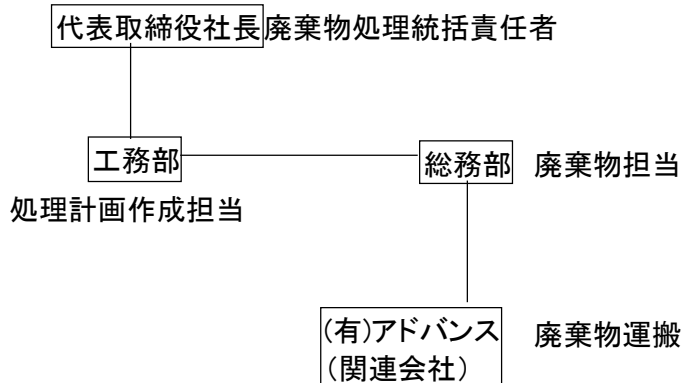 代表取締役社長 廃棄物処理統括責任者
工務部
総務部 廃棄物担当
処理計画作成担当
(有)アドバンス 廃棄物運搬
(関連会社)